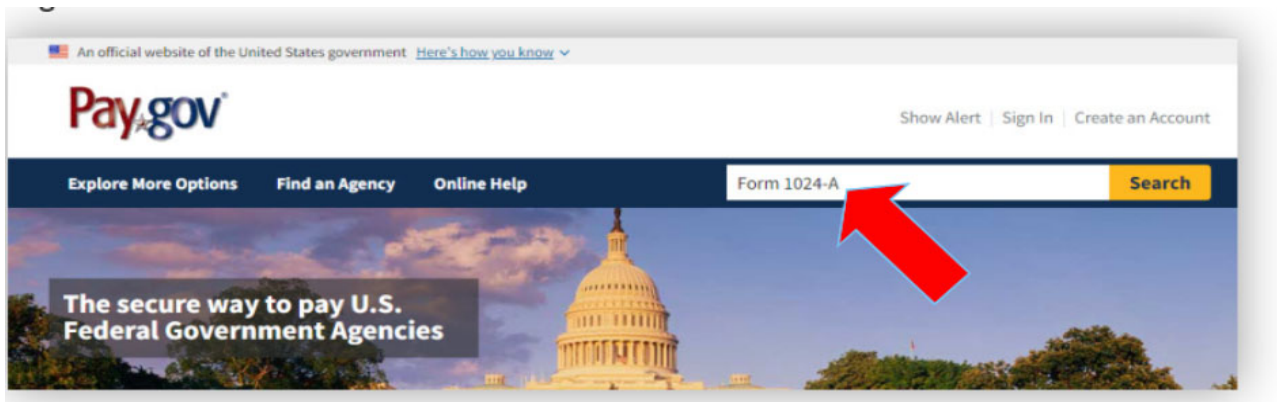 An official website of the United States government Here's how you know
Pay.gov
Show Alert | Sign In | Create an Account
Explore More Options Find an Agency Online Help Form 1024-A Search
The secure way to pay U.S.
Federal Government Agencies